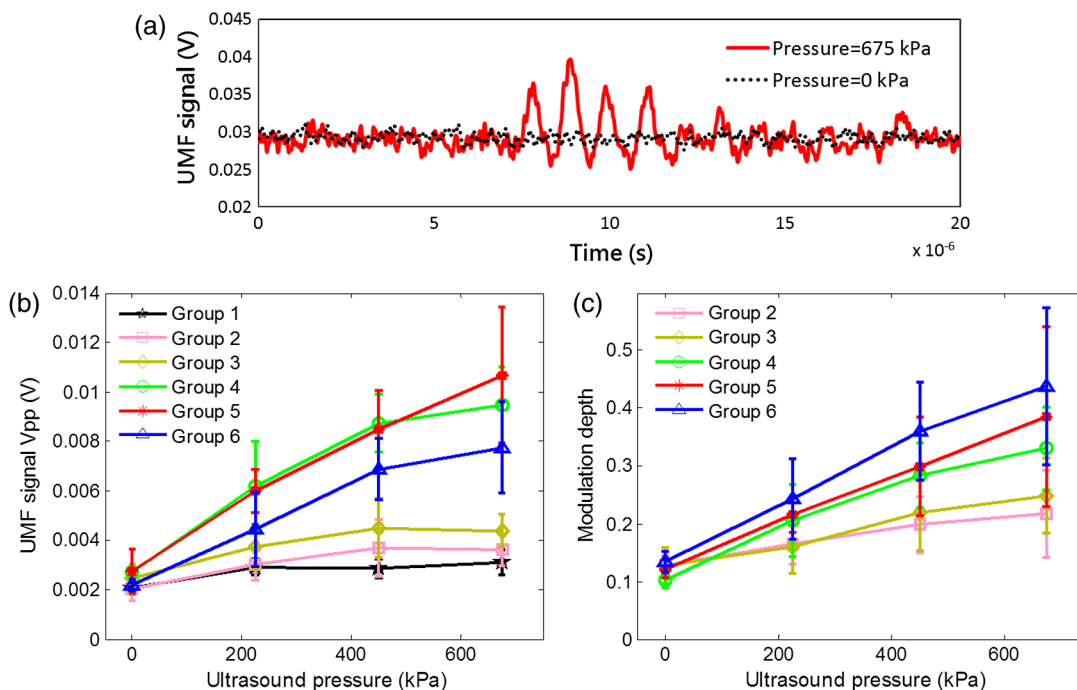 (a)
UMF signal (V)
0.045
0.04
0.035
0.03
0.025
0.02
Pressure=675 kPa
Pressure=0 kPa
0 5 10 15 20
Time (s)
x 10⁻⁶
(b)
UMF signal Vpp (V)
0.014
0.012
0.01
0.008
0.006
0.004
0.002
0
Group 1
Group 2
Group 3
Group 4
Group 5
Group 6
0 200 400 600
Ultrasound pressure (kPa)
(c)
Modulation depth
0.5
0.4
0.3
0.2
0.1
0
Group 2
Group 3
Group 4
Group 5
Group 6
0 200 400 600
Ultrasound pressure (kPa)